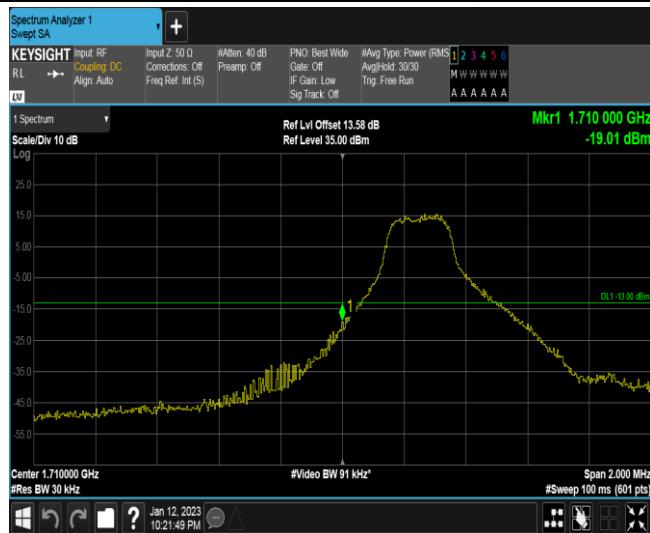 Spectrum Analyzer 1
Swept SA
KEYSIGHT
RL
Input: RF
Coupling: DC
Align: Auto
Input Z: 50 Ω
Corrections: Off
Freq Ref: Int (S)
#Atten: 40 dB
Preamp: Off
PNO: Best Wide
Gate: Off
IF Gain: Low
Sig Track: Off
#Avg Type: Power (RMS
Avg|Hold: 30/30
Trig: Free Run
1 2 3 4 5 6
M W W W W W
A A A A A A
1 Spectrum
Scale/Div 10 dB
Ref Lvl Offset 13.58 dB
Ref Level 35.00 dBm
Mkr1 1.710 000 GHz
-19.01 dBm
Log
25.0
15.0
5.00
-5.00
DL1 -13.00 dBm
1
-15.0
-25.0
-35.0
-45.0
-55.0
Center 1.710000 GHz
#Video BW 91 kHz*
Span 2.000 MHz
#Res BW 30 kHz
#Sweep 100 ms (601 pts)
?
Jan 12, 2023
10:21:49 PM